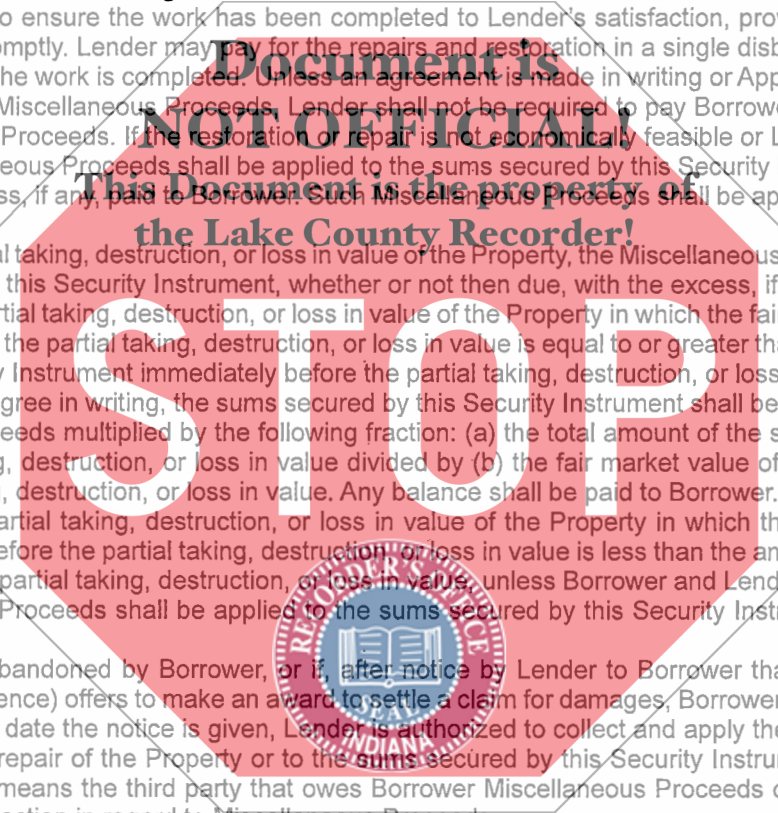 o ensure the work has been completed to Lender's satisfaction, pro
omptly. Lender may pay for the repairs and restoration in a single disb
he work is completed. Unless an agreement is made in writing or App
Miscellaneous Proceeds, Lender shall not be required to pay Borrowe
Proceeds. If the restoration or repair is not economically feasible or L
eous Proceeds shall be applied to the sums secured by this Security
ss, if any, paid to Borrower. Such Miscellaneous Proceeds shall be ap
Document is
NOT OFFICIAL!
This Document is the property of
the Lake County Recorder!
al taking, destruction, or loss in value of the Property, the Miscellaneous
this Security Instrument, whether or not then due, with the excess, if
rtial taking, destruction, or loss in value of the Property in which the fai
the partial taking, destruction, or loss in value is equal to or greater tha
y Instrument immediately before the partial taking, destruction, or loss
gree in writing, the sums secured by this Security Instrument shall be
eeds multiplied by the following fraction: (a) the total amount of the s
g, destruction, or loss in value divided by (b) the fair market value of
, destruction, or loss in value. Any balance shall be paid to Borrower.
STOP
artial taking, destruction, or loss in value of the Property in which th
efore the partial taking, destruction, or loss in value is less than the am
partial taking, destruction, or loss in value, unless Borrower and Lend
Proceeds shall be applied to the sums secured by this Security Inst
bandoned by Borrower, or if, after notice by Lender to Borrower tha
ence) offers to make an award to settle a claim for damages, Borrower
date the notice is given, Lender is authorized to collect and apply the
repair of the Property or to the sums secured by this Security Instru
means the third party that owes Borrower Miscellaneous Proceeds o
RECORDER'S OFFICE
SEAL
INDIANA